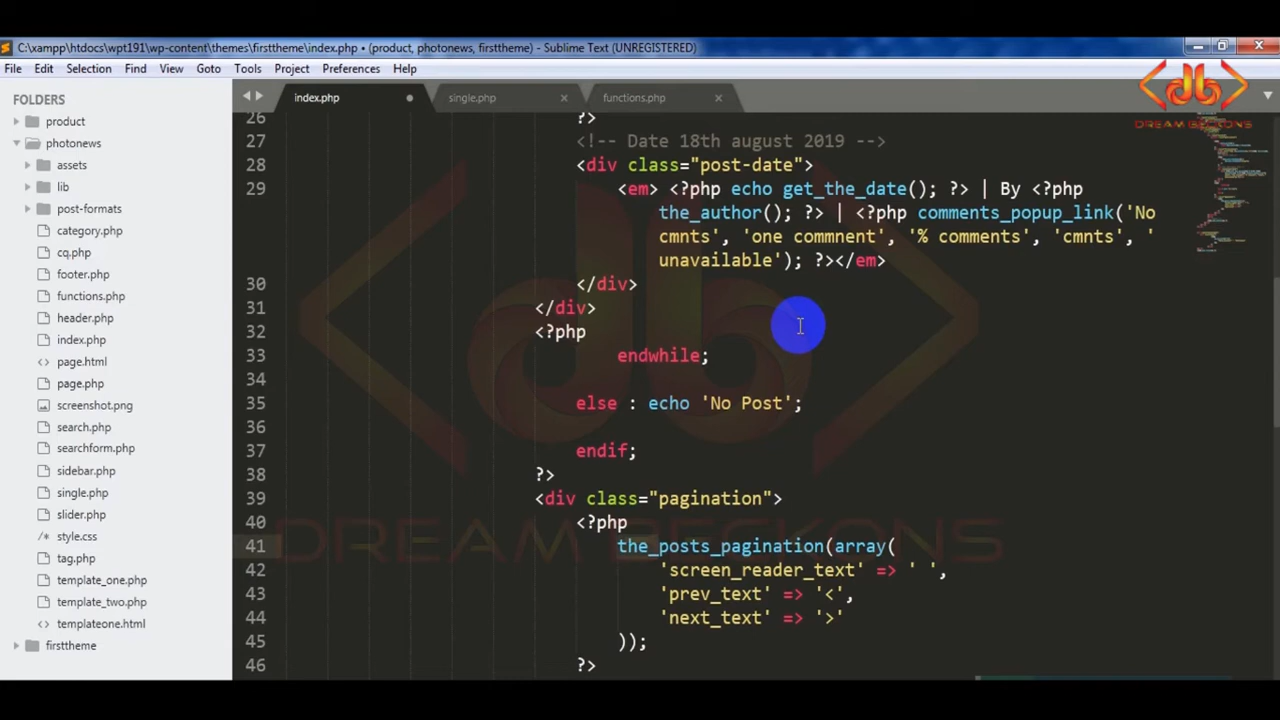 C:\xampp\htdocs\wpt191\wp-content\themes\firsttheme\index.php • (product, photonews, firsttheme) - Sublime Text (UNREGISTERED)
File Edit Selection Find View Goto Tools Project Preferences Help
DREAM BECKONS
FOLDERS
product
photonews
assets
lib
post-formats
category.php
cq.php
footer.php
functions.php
header.php
index.php
page.html
page.php
screenshot.png
search.php
searchform.php
sidebar.php
single.php
slider.php
style.css
tag.php
template_one.php
template_two.php
templateone.html
firsttheme
index.php single.php functions.php
26 ?>
27 <!-- Date 18th august 2019 -->
28 <div class="post-date">
29 <em> <?php echo get_the_date(); ?> | By <?php
the_author(); ?> | <?php comments_popup_link('No
cmnts', 'one commnent', '% comments', 'cmnts', '
unavailable'); ?></em>
30 </div>
31 </div>
32 <?php
33 endwhile;
34
35 else : echo 'No Post';
36
37 endif;
38 ?>
39 <div class="pagination">
40 <?php
41 the_posts_pagination(array(
42 'screen_reader_text' => ' ',
43 'prev_text' => '<',
44 'next_text' => '>'
45 ));
46 ?>
DREAM BECKONS